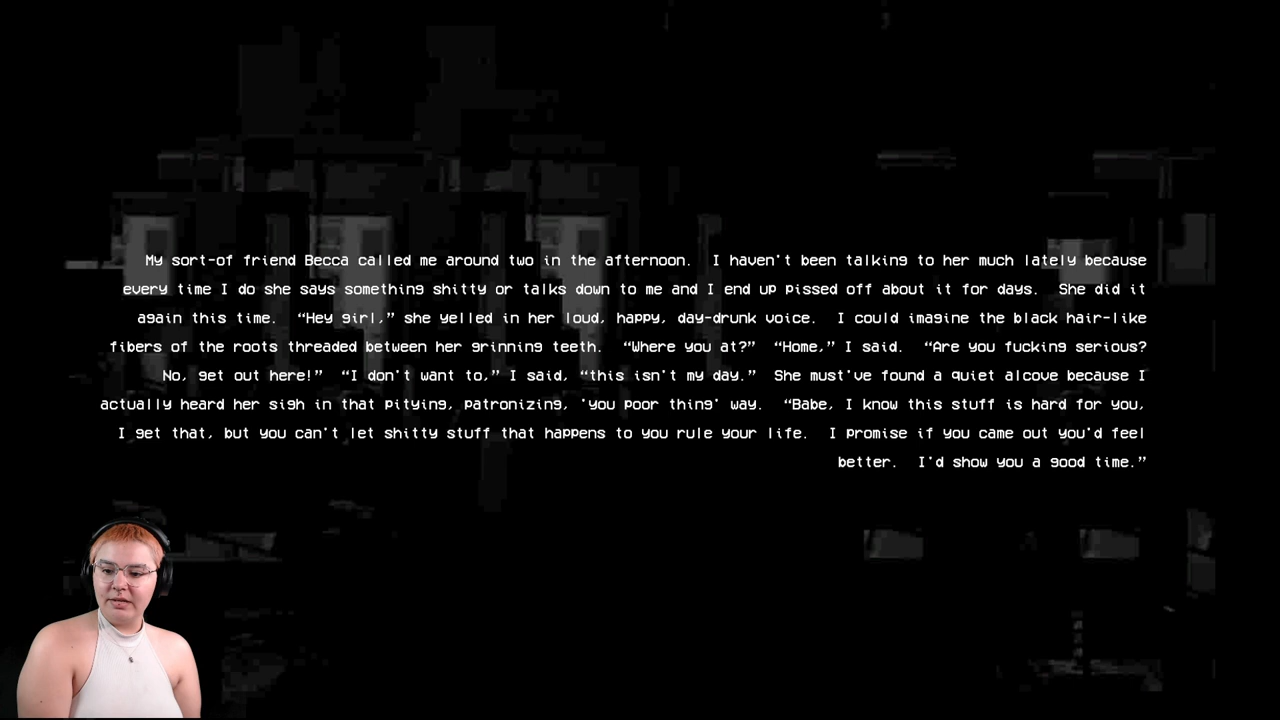 My sort-of friend Becca called me around two in the afternoon.  I haven't been talking to her much lately because
every time I do she says something shitty or talks down to me and I end up pissed off about it for days.  She did it
again this time.  “Hey girl,” she yelled in her loud, happy, day-drunk voice.  I could imagine the black hair-like
fibers of the roots threaded between her grinning teeth.  “Where you at?”  “Home,” I said.  “Are you fucking serious?
No, get out here!”  “I don't want to,” I said, “this isn't my day.”  She must've found a quiet alcove because I
actually heard her sigh in that pitying, patronizing, 'you poor thing' way.  “Babe, I know this stuff is hard for you,
I get that, but you can't let shitty stuff that happens to you rule your life.  I promise if you came out you'd feel
better.  I'd show you a good time.”